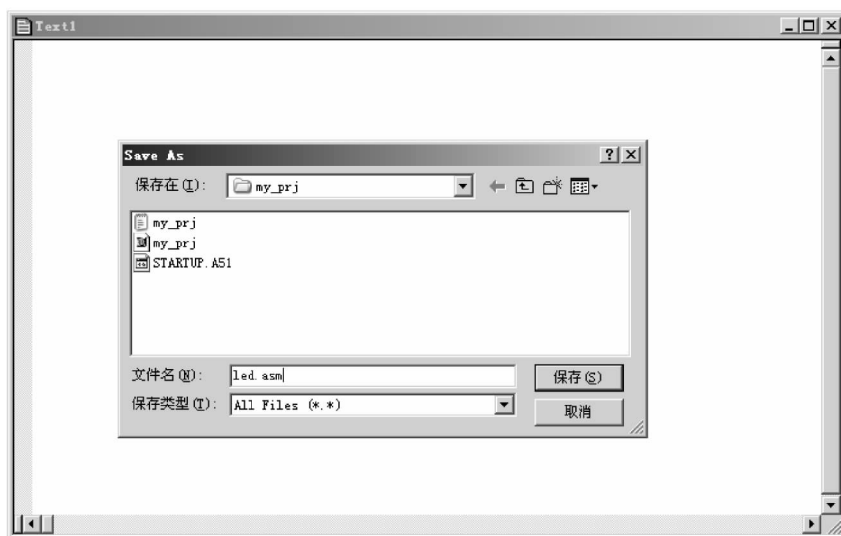 Text1
Save As
保存在(I):
my_prj
my_prj
my_prj
STARTUP.A51
文件名(N):
led.asm
保存(S)
保存类型(T):
All Files (*.*)
取消